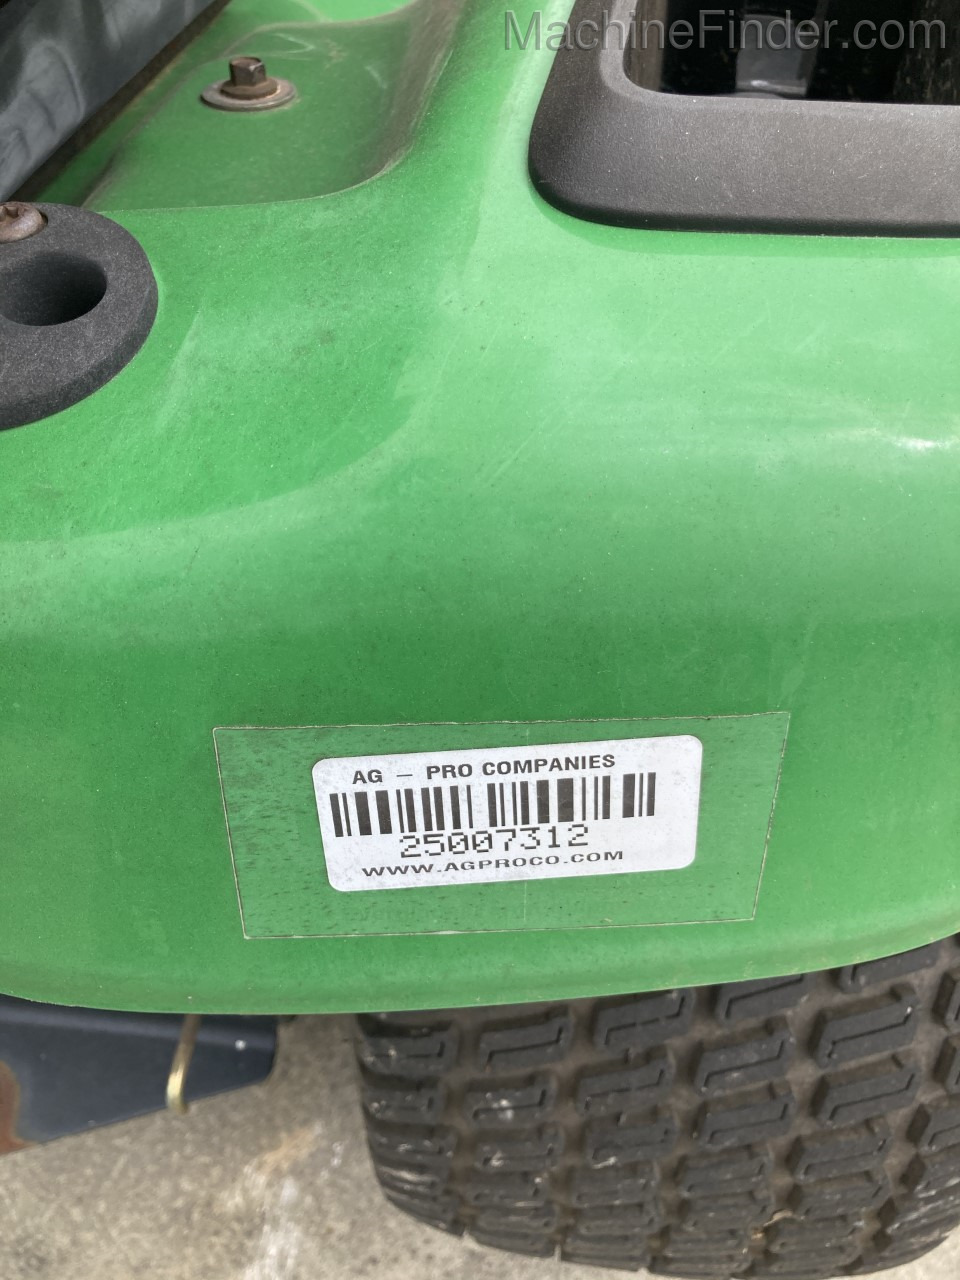 MachineFinder.com
AG – PRO COMPANIES
25007312
WWW.AGPROCO.COM